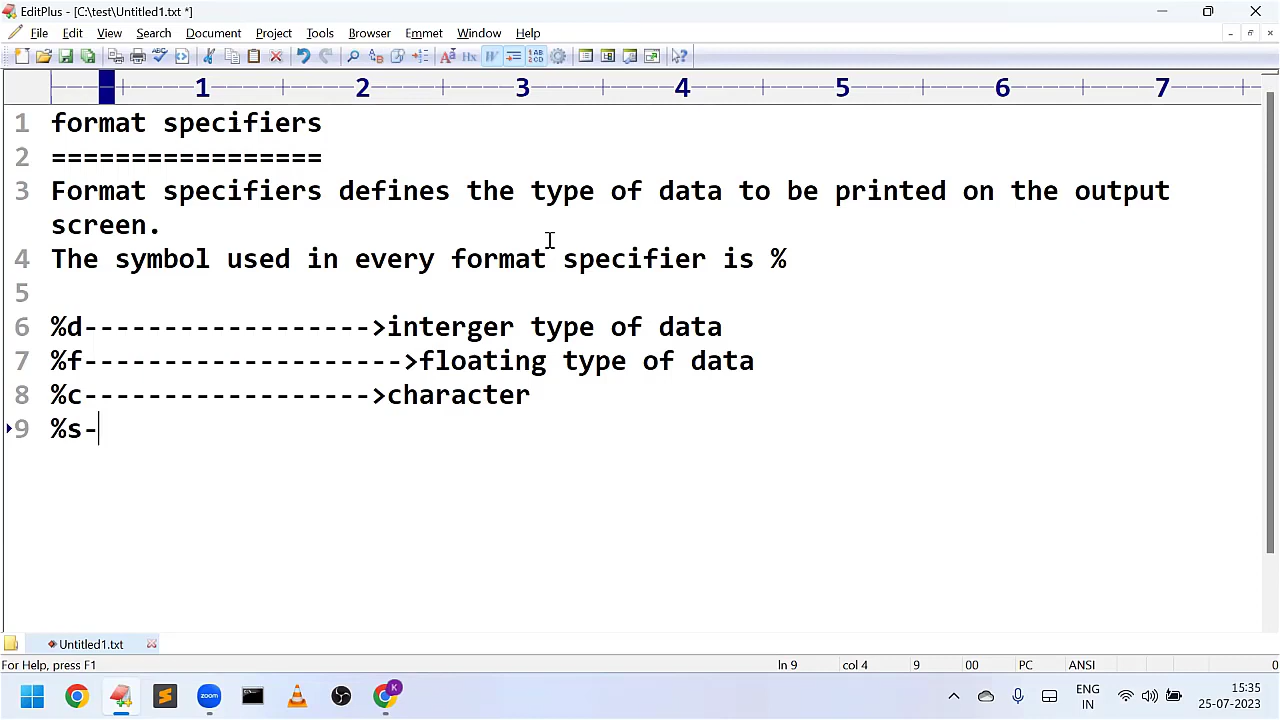 EditPlus - [C:\test\Untitled1.txt *]
File Edit View Search Document Project Tools Browser Emmet Window Help
1 2 3 4 5 6 7
1 format specifiers
2 =================
3 Format specifiers defines the type of data to be printed on the output
screen.
4 The symbol used in every format specifier is %
5
6 %d------------------>interger type of data
7 %f-------------------->floating type of data
8 %c------------------>character
9 %s-
Untitled1.txt
For Help, press F1 ln 9 col 4 9 00 PC ANSI 0
ENG
IN
15:35
25-07-2023